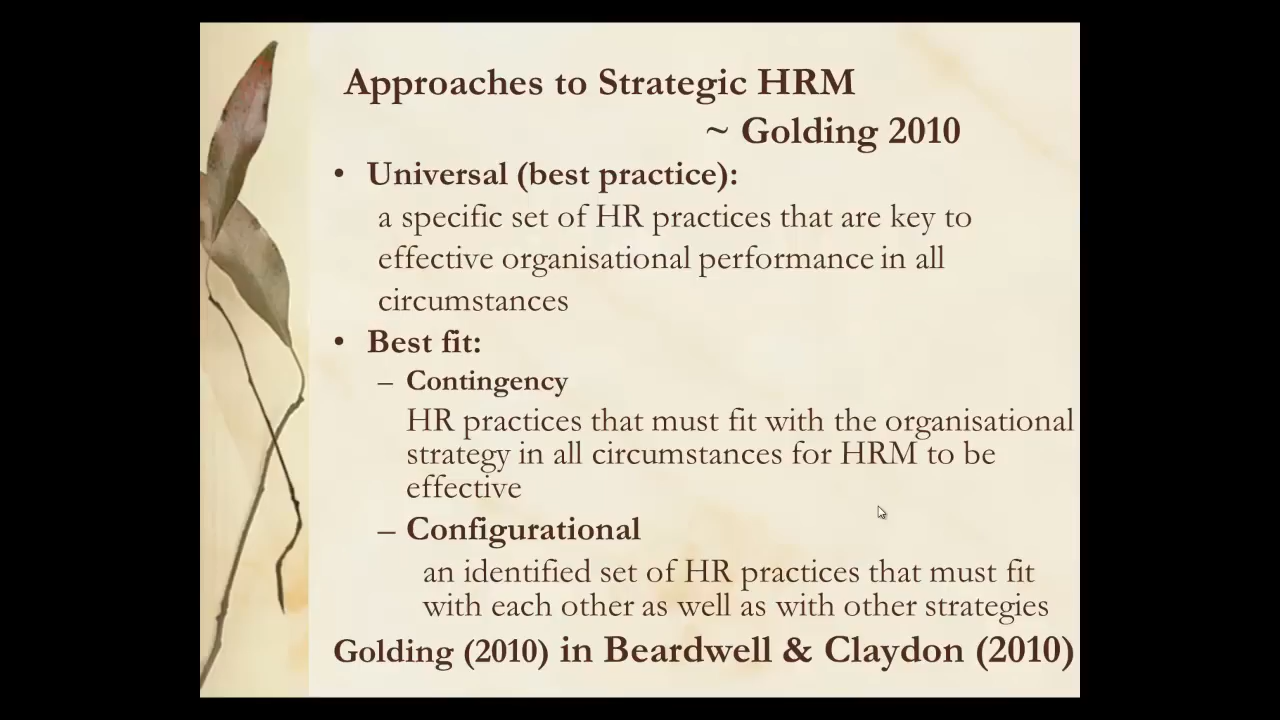 Approaches to Strategic HRM
~ Golding 2010
• Universal (best practice):
a specific set of HR practices that are key to
effective organisational performance in all
circumstances
• Best fit:
– Contingency
HR practices that must fit with the organisational
strategy in all circumstances for HRM to be
effective
– Configurational
an identified set of HR practices that must fit
with each other as well as with other strategies
Golding (2010) in Beardwell & Claydon (2010)